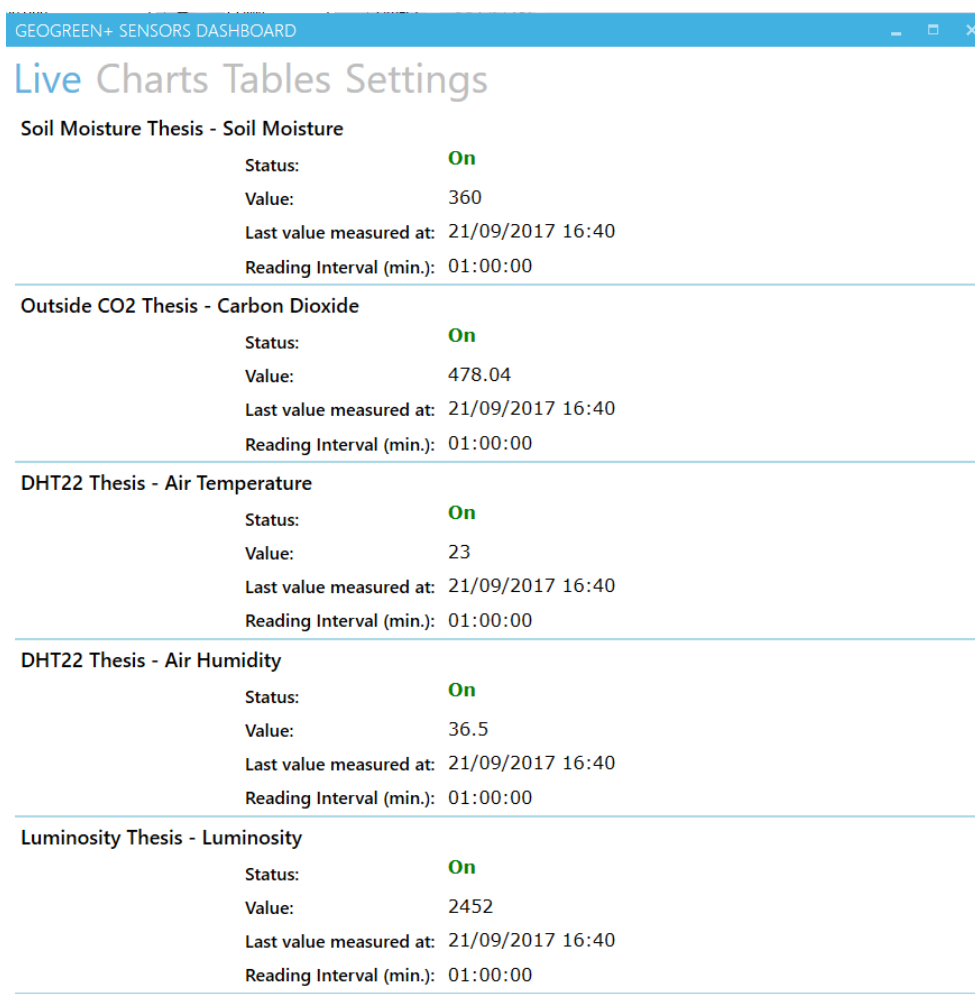 GEOGREEN+ SENSORS DASHBOARD
Live Charts Tables Settings
Soil Moisture Thesis - Soil Moisture
Status: On
Value: 360
Last value measured at: 21/09/2017 16:40
Reading Interval (min.): 01:00:00
Outside CO2 Thesis - Carbon Dioxide
Status: On
Value: 478.04
Last value measured at: 21/09/2017 16:40
Reading Interval (min.): 01:00:00
DHT22 Thesis - Air Temperature
Status: On
Value: 23
Last value measured at: 21/09/2017 16:40
Reading Interval (min.): 01:00:00
DHT22 Thesis - Air Humidity
Status: On
Value: 36.5
Last value measured at: 21/09/2017 16:40
Reading Interval (min.): 01:00:00
Luminosity Thesis - Luminosity
Status: On
Value: 2452
Last value measured at: 21/09/2017 16:40
Reading Interval (min.): 01:00:00